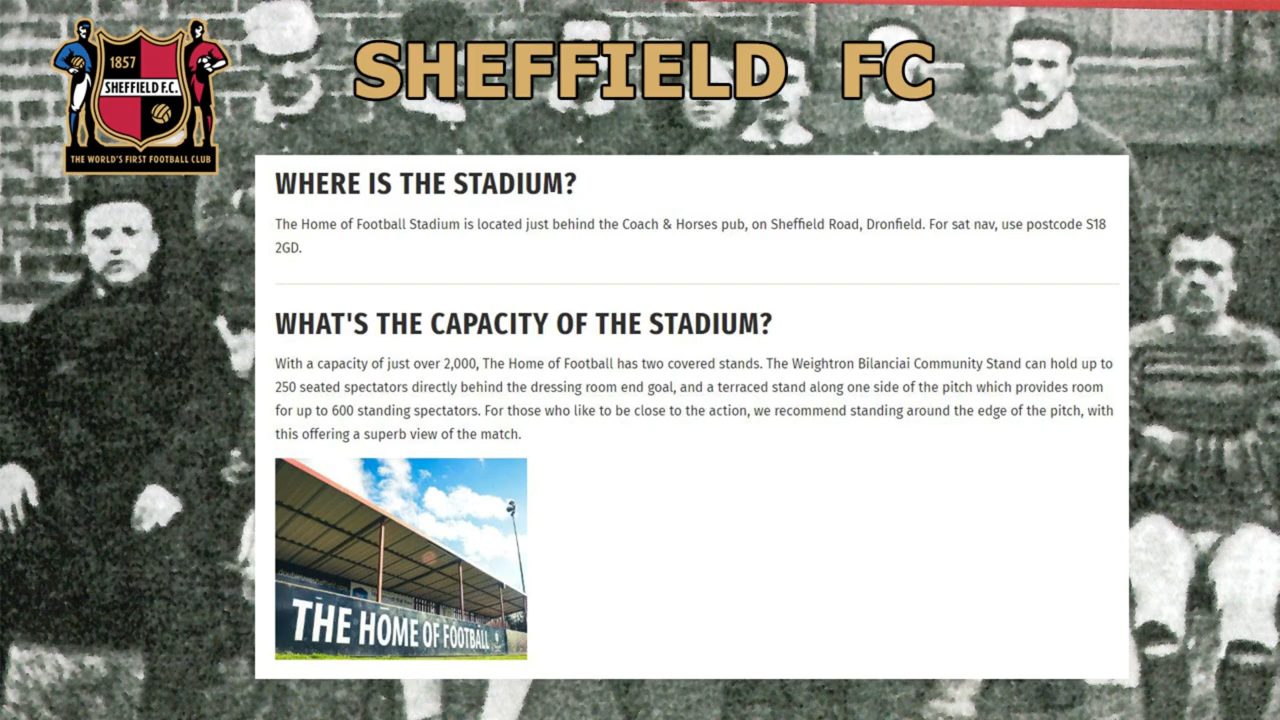 1857
SHEFFIELD F.C.
THE WORLD'S FIRST FOOTBALL CLUB
SHEFFIELD FC
WHERE IS THE STADIUM?
The Home of Football Stadium is located just behind the Coach & Horses pub, on Sheffield Road, Dronfield. For sat nav, use postcode S18
2GD.
WHAT'S THE CAPACITY OF THE STADIUM?
With a capacity of just over 2,000, The Home of Football has two covered stands. The Weightron Bilanciai Community Stand can hold up to
250 seated spectators directly behind the dressing room end goal, and a terraced stand along one side of the pitch which provides room
for up to 600 standing spectators. For those who like to be close to the action, we recommend standing around the edge of the pitch, with
this offering a superb view of the match.
THE HOME OF FOOTBALL